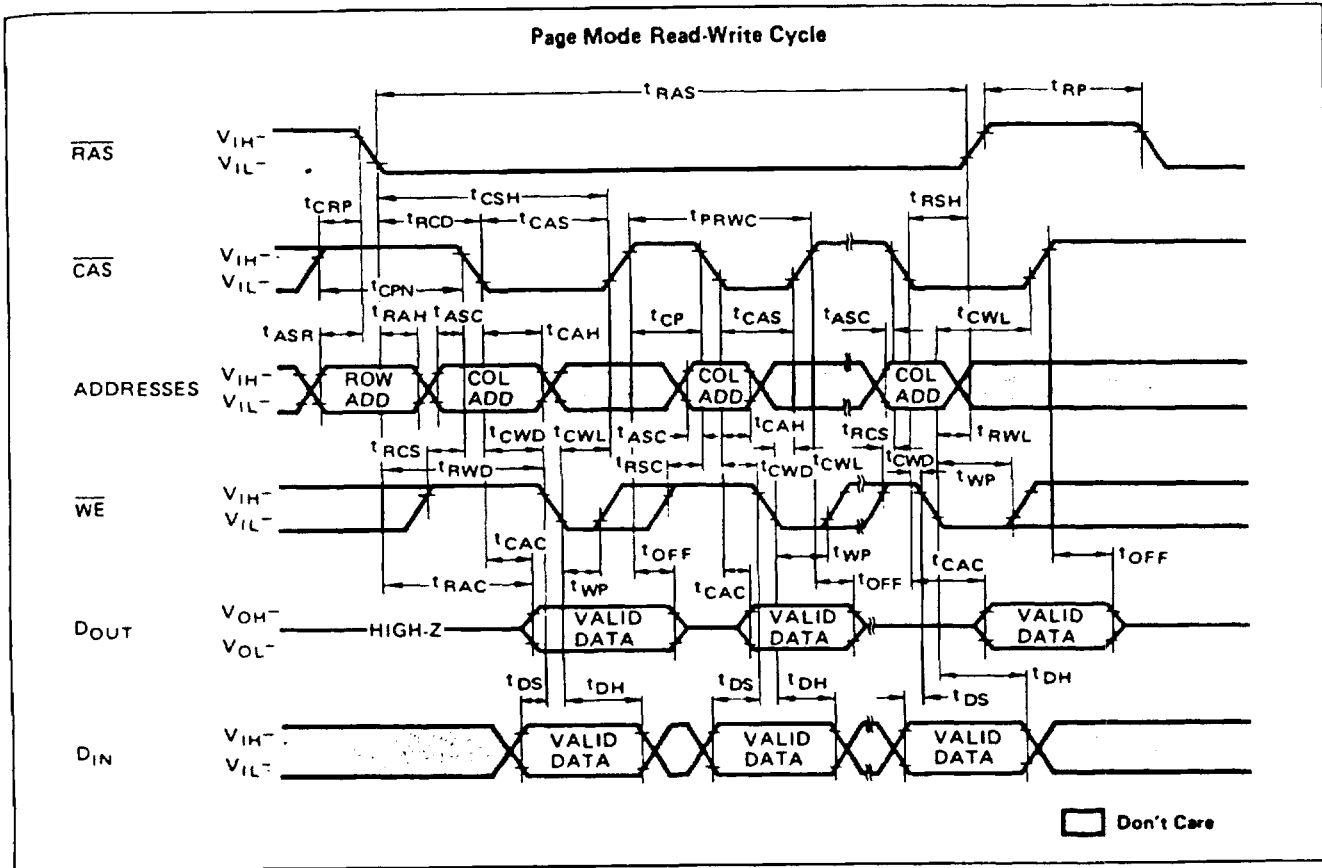 Page Mode Read-Write Cycle
tRAS tRP
RAS VIH- VIL-
tCSH tRSH
tCRP tRCD tCAS tPRWC
CAS VIH- VIL-
tCPN
tASR tRAH tASC tCAH tCP tCAS tASC tCWL
ADDRESSES VIH- VIL- ROW ADD COL ADD COL ADD COL ADD
tRCS tCWD tCWL tASC tCAH tRCS tRWL
tRWD tRSC tCWD tCWL tCWD tWP
WE VIH- VIL-
tCAC tOFF tWP tCAC tOFF
tRAC tWP tCAC tOFF
DOUT VOH- VOL- HIGH-Z VALID DATA VALID DATA VALID DATA
tDS tDH tDS tDH tDS tDH
DIN VIH- VIL- VALID DATA VALID DATA VALID DATA
Don't Care